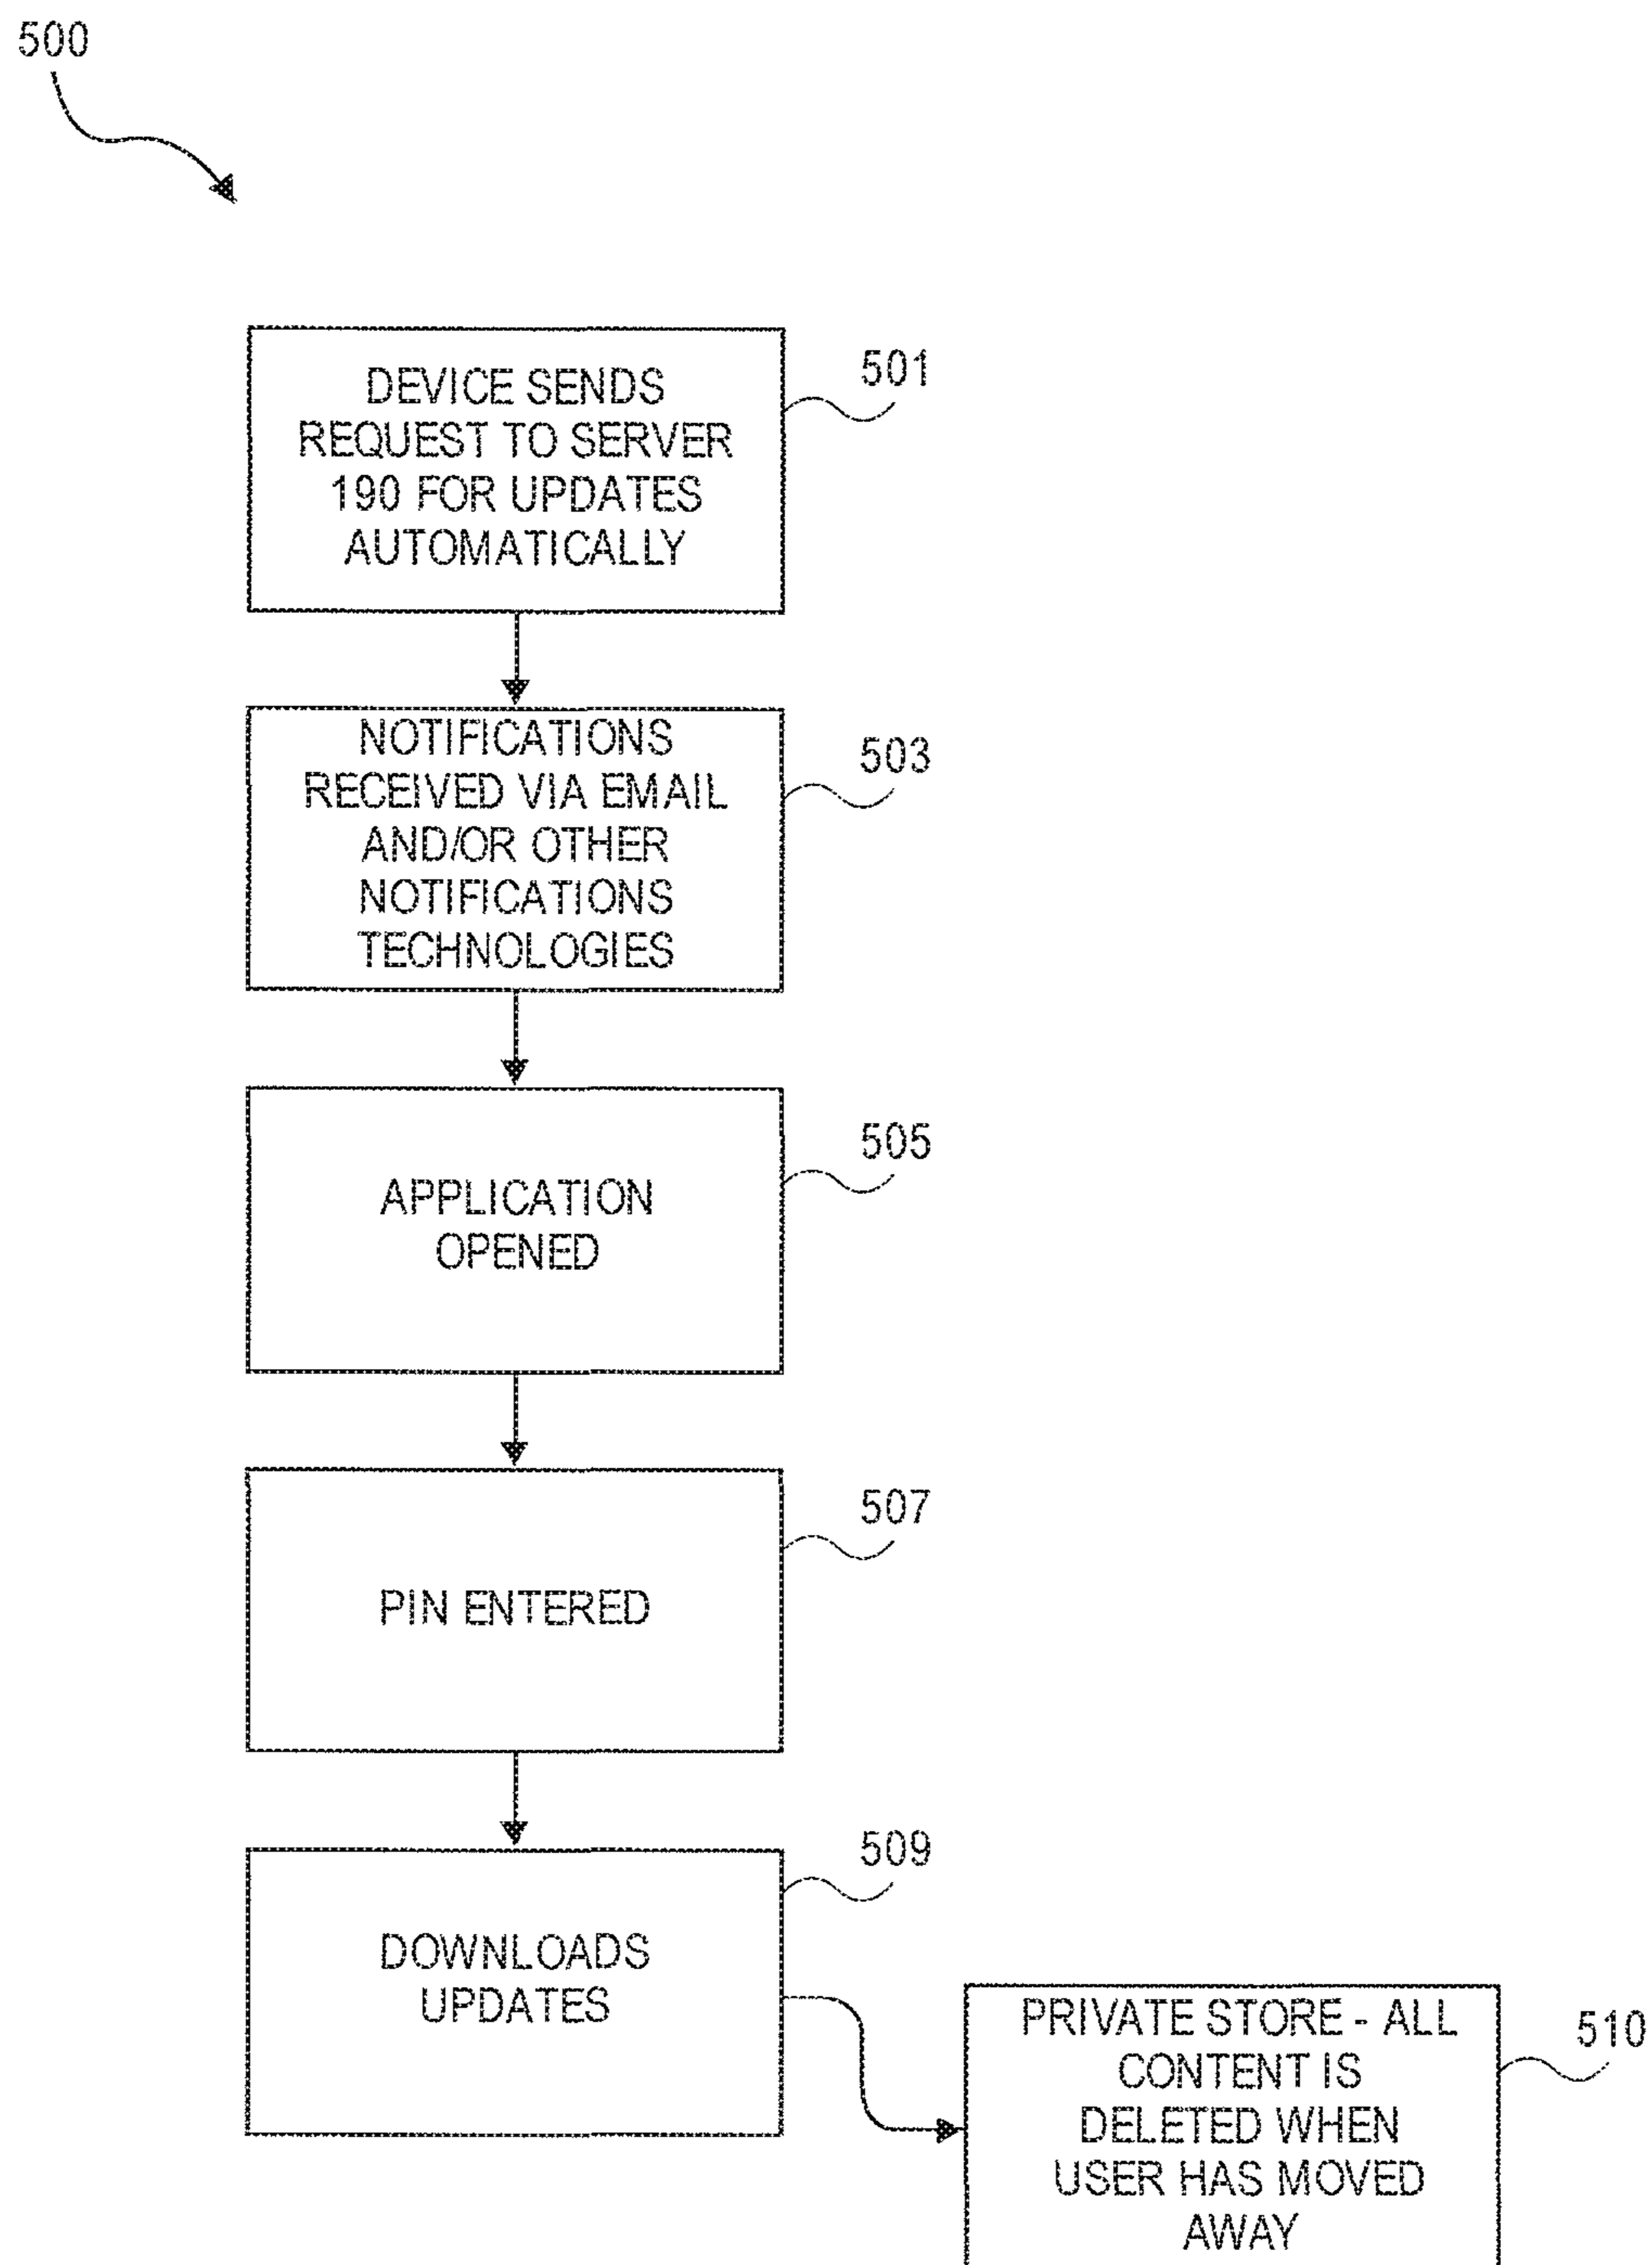 500
DEVICE SENDS
REQUEST TO SERVER
190 FOR UPDATES
AUTOMATICALLY
501
NOTIFICATIONS
RECEIVED VIA EMAIL
AND/OR OTHER
NOTIFICATIONS
TECHNOLOGIES
503
APPLICATION
OPENED
505
PIN ENTERED
507
DOWNLOADS
UPDATES
509
PRIVATE STORE - ALL
CONTENT IS
DELETED WHEN
USER HAS MOVED
AWAY
510